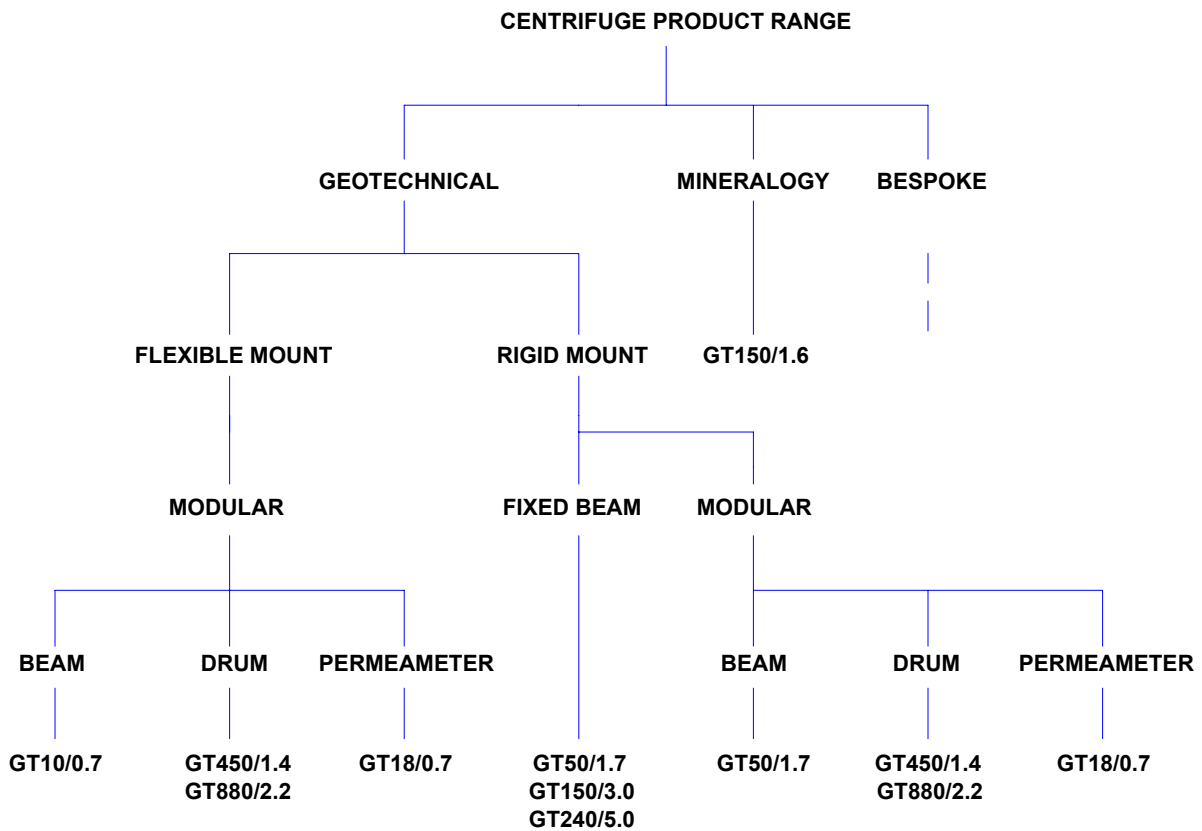 CENTRIFUGE PRODUCT RANGE
GEOTECHNICAL
MINERALOGY
BESPOKE
FLEXIBLE MOUNT
RIGID MOUNT
GT150/1.6
MODULAR
FIXED BEAM
MODULAR
BEAM
DRUM
PERMEAMETER
BEAM
DRUM
PERMEAMETER
GT10/0.7
GT450/1.4
GT880/2.2
GT18/0.7
GT50/1.7
GT150/3.0
GT240/5.0
GT50/1.7
GT450/1.4
GT880/2.2
GT18/0.7